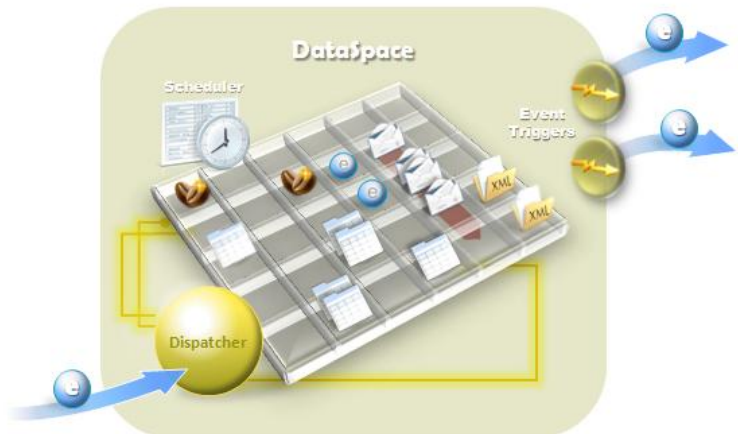 DataSpace
Scheduler
Event
Triggers
e
e
e
e
XML
XML
Dispatcher
e